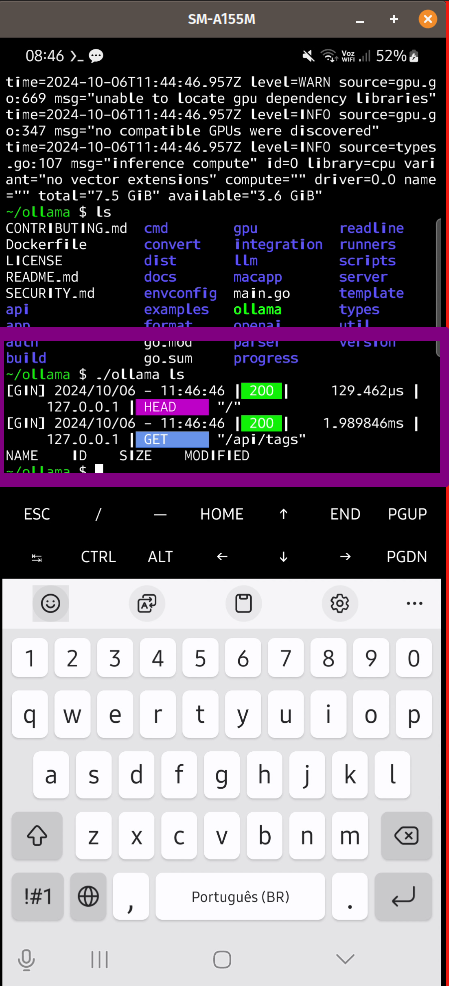 SM-A155M
08:46 52%
Voz
WIFI
time=2024-10-06T11:44:46.957Z level=WARN source=gpu.g
o:669 msg="unable to locate gpu dependency libraries"
time=2024-10-06T11:44:46.957Z level=INFO source=gpu.g
o:347 msg="no compatible GPUs were discovered"
time=2024-10-06T11:44:46.957Z level=INFO source=types
.go:107 msg="inference compute" id=0 library=cpu vari
ant="no vector extensions" compute="" driver=0.0 name
="" total="7.5 GiB" available="3.6 GiB"
~/ollama $ ls
CONTRIBUTING.md cmd gpu readline
Dockerfile convert integration runners
LICENSE dist llm scripts
README.md docs macapp server
SECURITY.md envconfig main.go template
api examples ollama types
app format openai util
auth go.mod parser version
build go.sum progress
~/ollama $ ./ollama ls
[GIN] 2024/10/06 - 11:46:46 | 200 | 129.462µs |
127.0.0.1 | HEAD "/"
[GIN] 2024/10/06 - 11:46:46 | 200 | 1.989846ms |
127.0.0.1 | GET "/api/tags"
NAME ID SIZE MODIFIED
~/ollama $
ESC / — HOME ↑ END PGUP
↹ CTRL ALT ← ↓ → PGDN
1 2 3 4 5 6 7 8 9 0
q w e r t y u i o p
a s d f g h j k l
z x c v b n m
!#1 , Português (BR) .